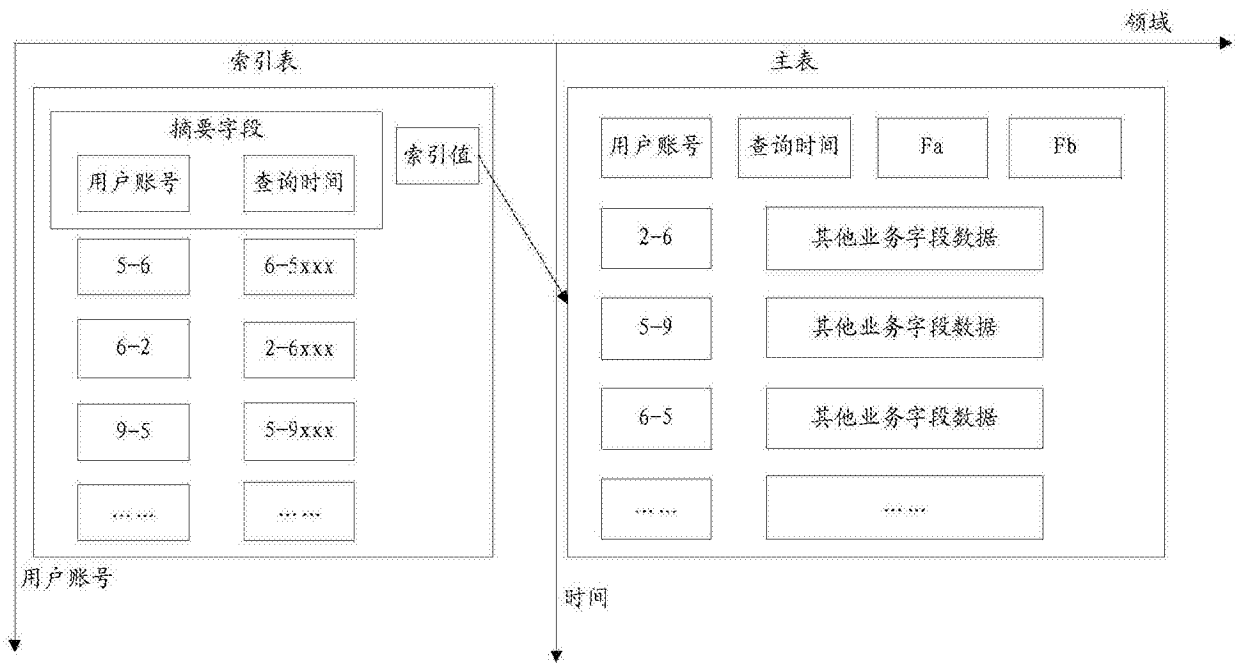 领域
索引表
主表
摘要字段
索引值
用户账号
查询时间
5-6
6-5xxx
6-2
2-6xxx
9-5
5-9xxx
……
……
用户账号
查询时间
Fa
Fb
2-6
其他业务字段数据
5-9
其他业务字段数据
6-5
其他业务字段数据
……
……
用户账号
时间